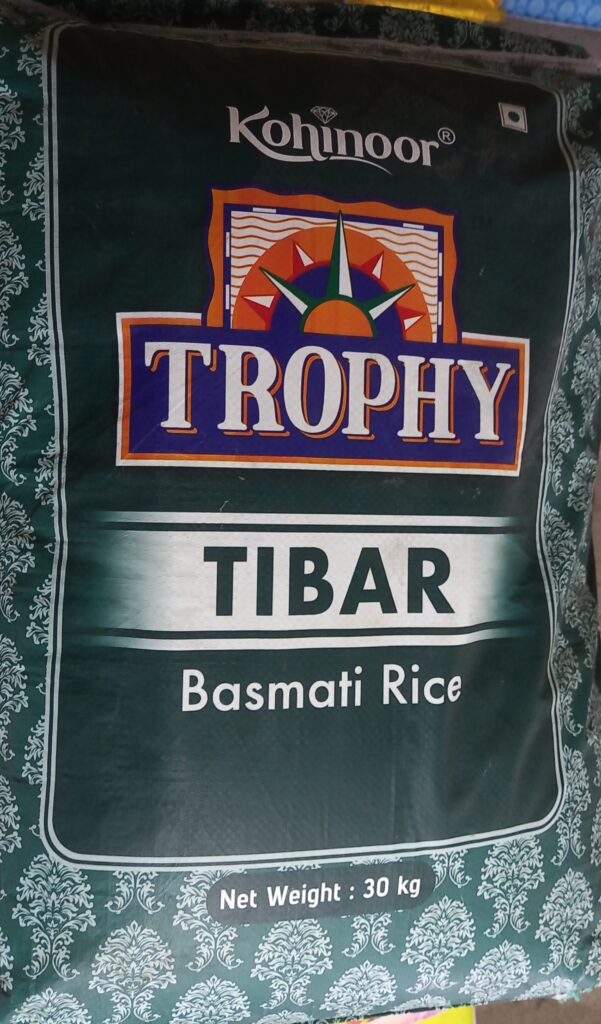 Kohinoor®
TROPHY
TIBAR
Basmati Rice
Net Weight : 30 kg